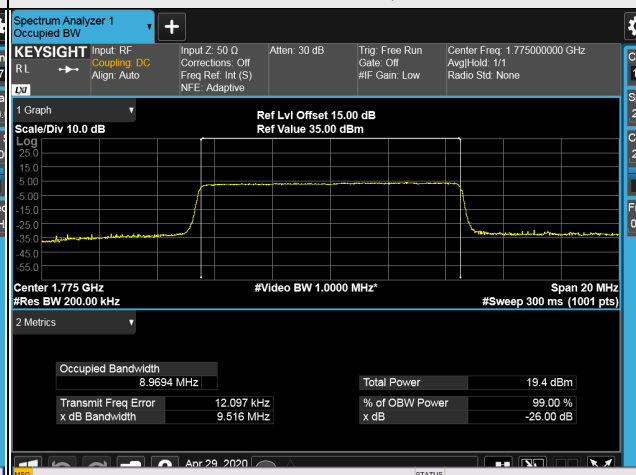 Spectrum Analyzer 1
Occupied BW
KEYSIGHT
R L
LXI
Input: RF
Coupling: DC
Align: Auto
Input Z: 50 Ω
Corrections: Off
Freq Ref: Int (S)
NFE: Adaptive
Atten: 30 dB
Trig: Free Run
Gate: Off
#IF Gain: Low
Center Freq: 1.775000000 GHz
Avg|Hold: 1/1
Radio Std: None
1 Graph
Scale/Div 10.0 dB
Ref Lvl Offset 15.00 dB
Ref Value 35.00 dBm
Log
25.0
15.0
5.00
-5.00
-15.0
-25.0
-35.0
-45.0
-55.0
Center 1.775 GHz
#Video BW 1.0000 MHz*
Span 20 MHz
#Res BW 200.00 kHz
#Sweep 300 ms (1001 pts)
2 Metrics
Occupied Bandwidth
8.9694 MHz
Total Power 19.4 dBm
Transmit Freq Error 12.097 kHz
% of OBW Power 99.00 %
x dB Bandwidth 9.516 MHz
x dB -26.00 dB
Apr 29, 2020
MSG
STATUS